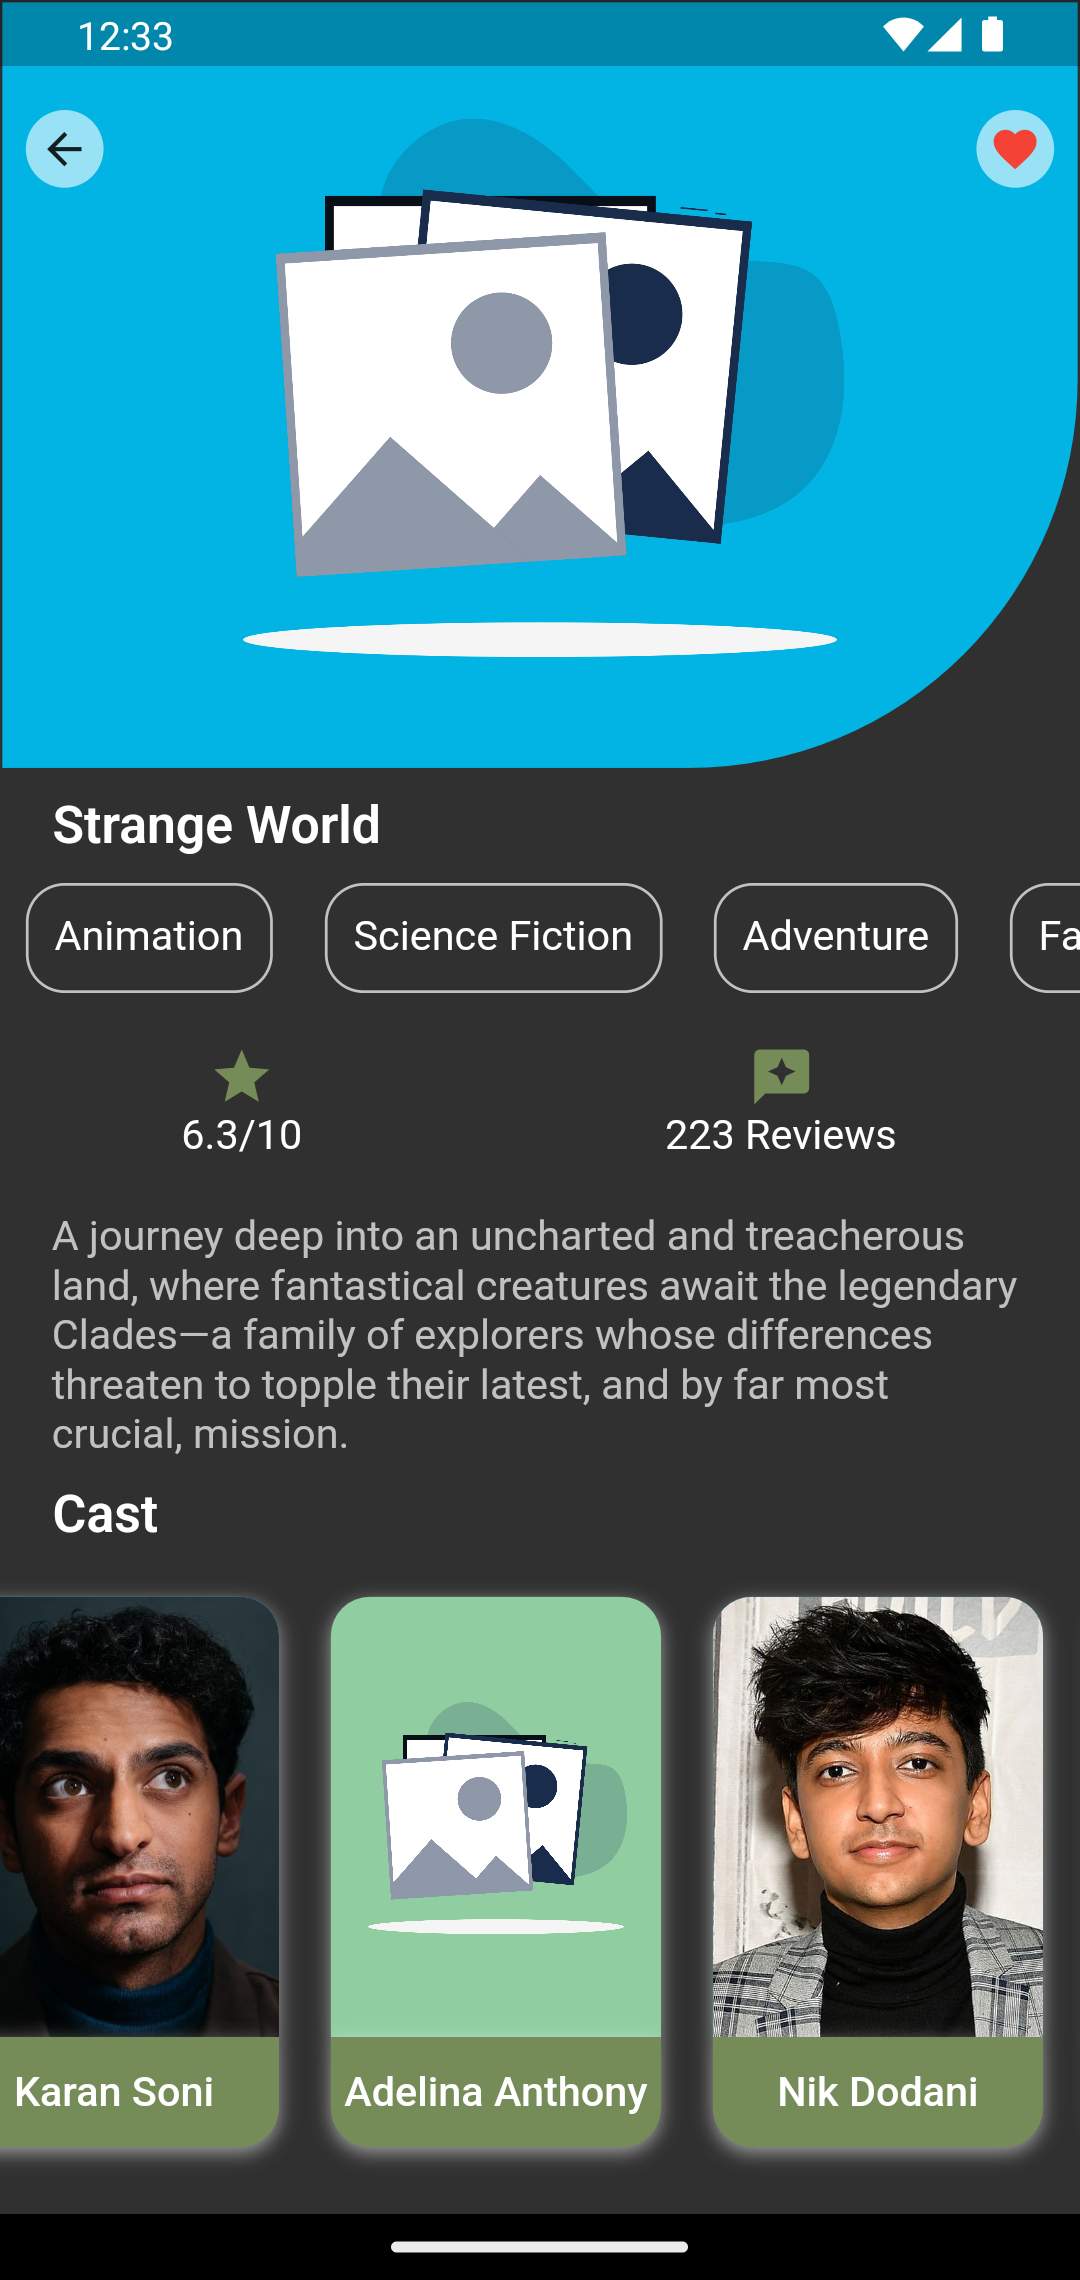 12:33
Strange World
Animation
Science Fiction
Adventure
Fa
6.3/10
223 Reviews
A journey deep into an uncharted and treacherous
land, where fantastical creatures await the legendary
Clades—a family of explorers whose differences
threaten to topple their latest, and by far most
crucial, mission.
Cast
Karan Soni
Adelina Anthony
Nik Dodani